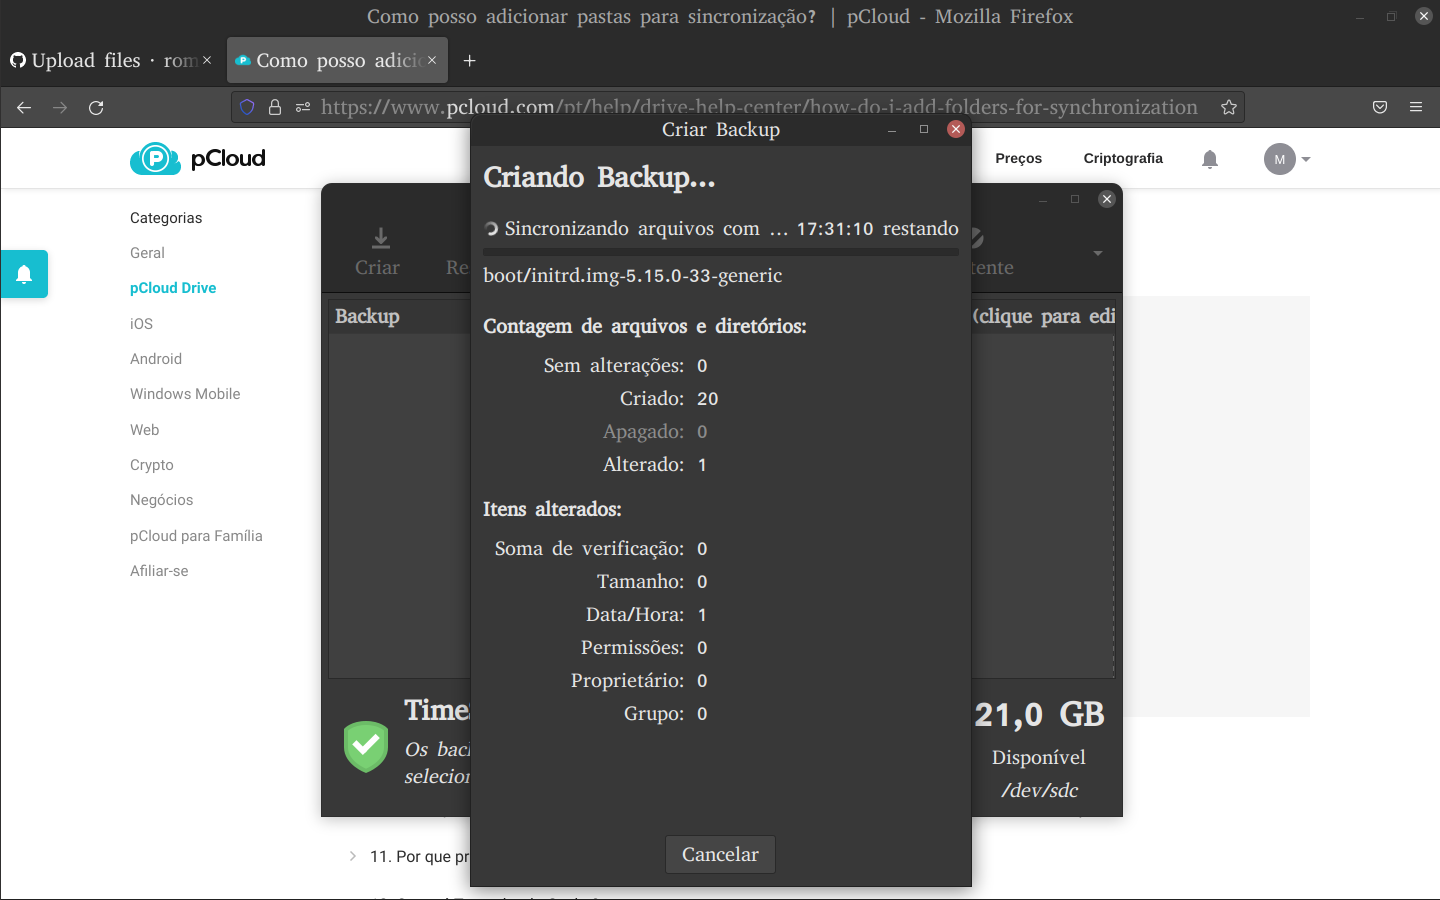 Como posso adicionar pastas para sincronização? | pCloud - Mozilla Firefox
Upload files · rom
Como posso adici
https://www.pcloud.com/pt/help/drive-help-center/how-do-i-add-folders-for-synchronization
pCloud
Preços
Criptografia
M
Categorias
Geral
pCloud Drive
iOS
Android
Windows Mobile
Web
Crypto
Negócios
pCloud para Família
Afiliar-se
Criar
Re
tente
Backup
(clique para edi
Criar Backup
Criando Backup...
Sincronizando arquivos com ... 17:31:10 restando
boot/initrd.img-5.15.0-33-generic
Contagem de arquivos e diretórios:
Sem alterações: 0
Criado: 20
Apagado: 0
Alterado: 1
Itens alterados:
Soma de verificação: 0
Tamanho: 0
Data/Hora: 1
Permissões: 0
Proprietário: 0
Grupo: 0
Cancelar
Time
Os bac
selecion
21,0 GB
Disponível
/dev/sdc
11. Por que pr